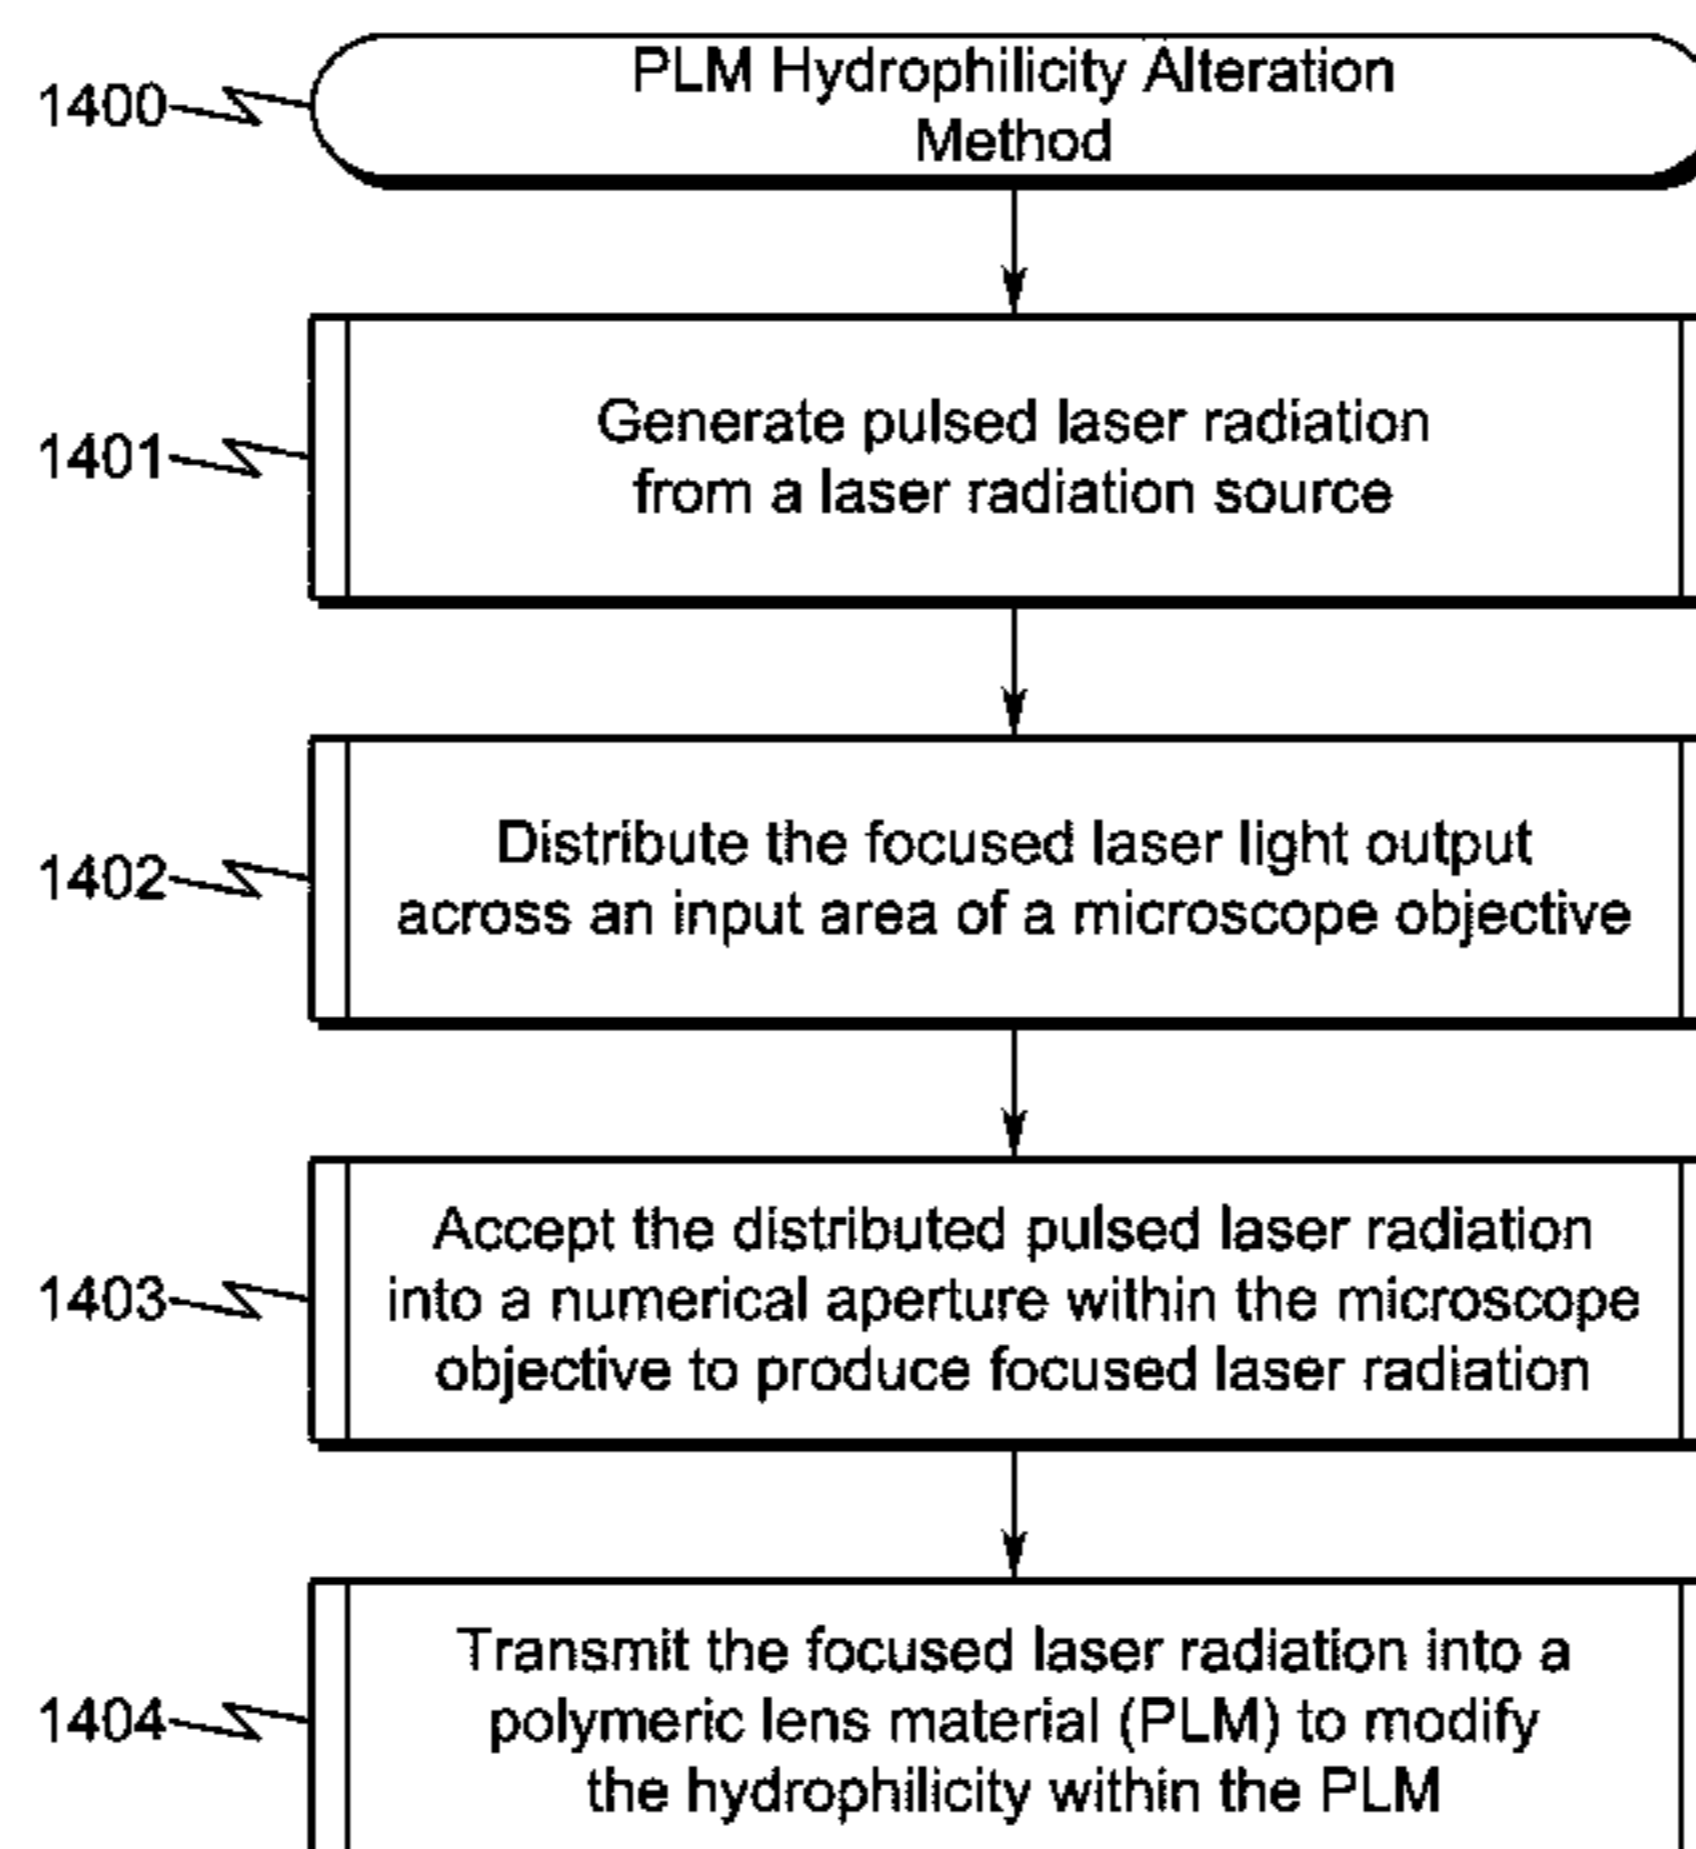 1400
PLM Hydrophilicity Alteration
Method
1401
Generate pulsed laser radiation
from a laser radiation source
1402
Distribute the focused laser light output
across an input area of a microscope objective
1403
Accept the distributed pulsed laser radiation
into a numerical aperture within the microscope
objective to produce focused laser radiation
1404
Transmit the focused laser radiation into a
polymeric lens material (PLM) to modify
the hydrophilicity within the PLM